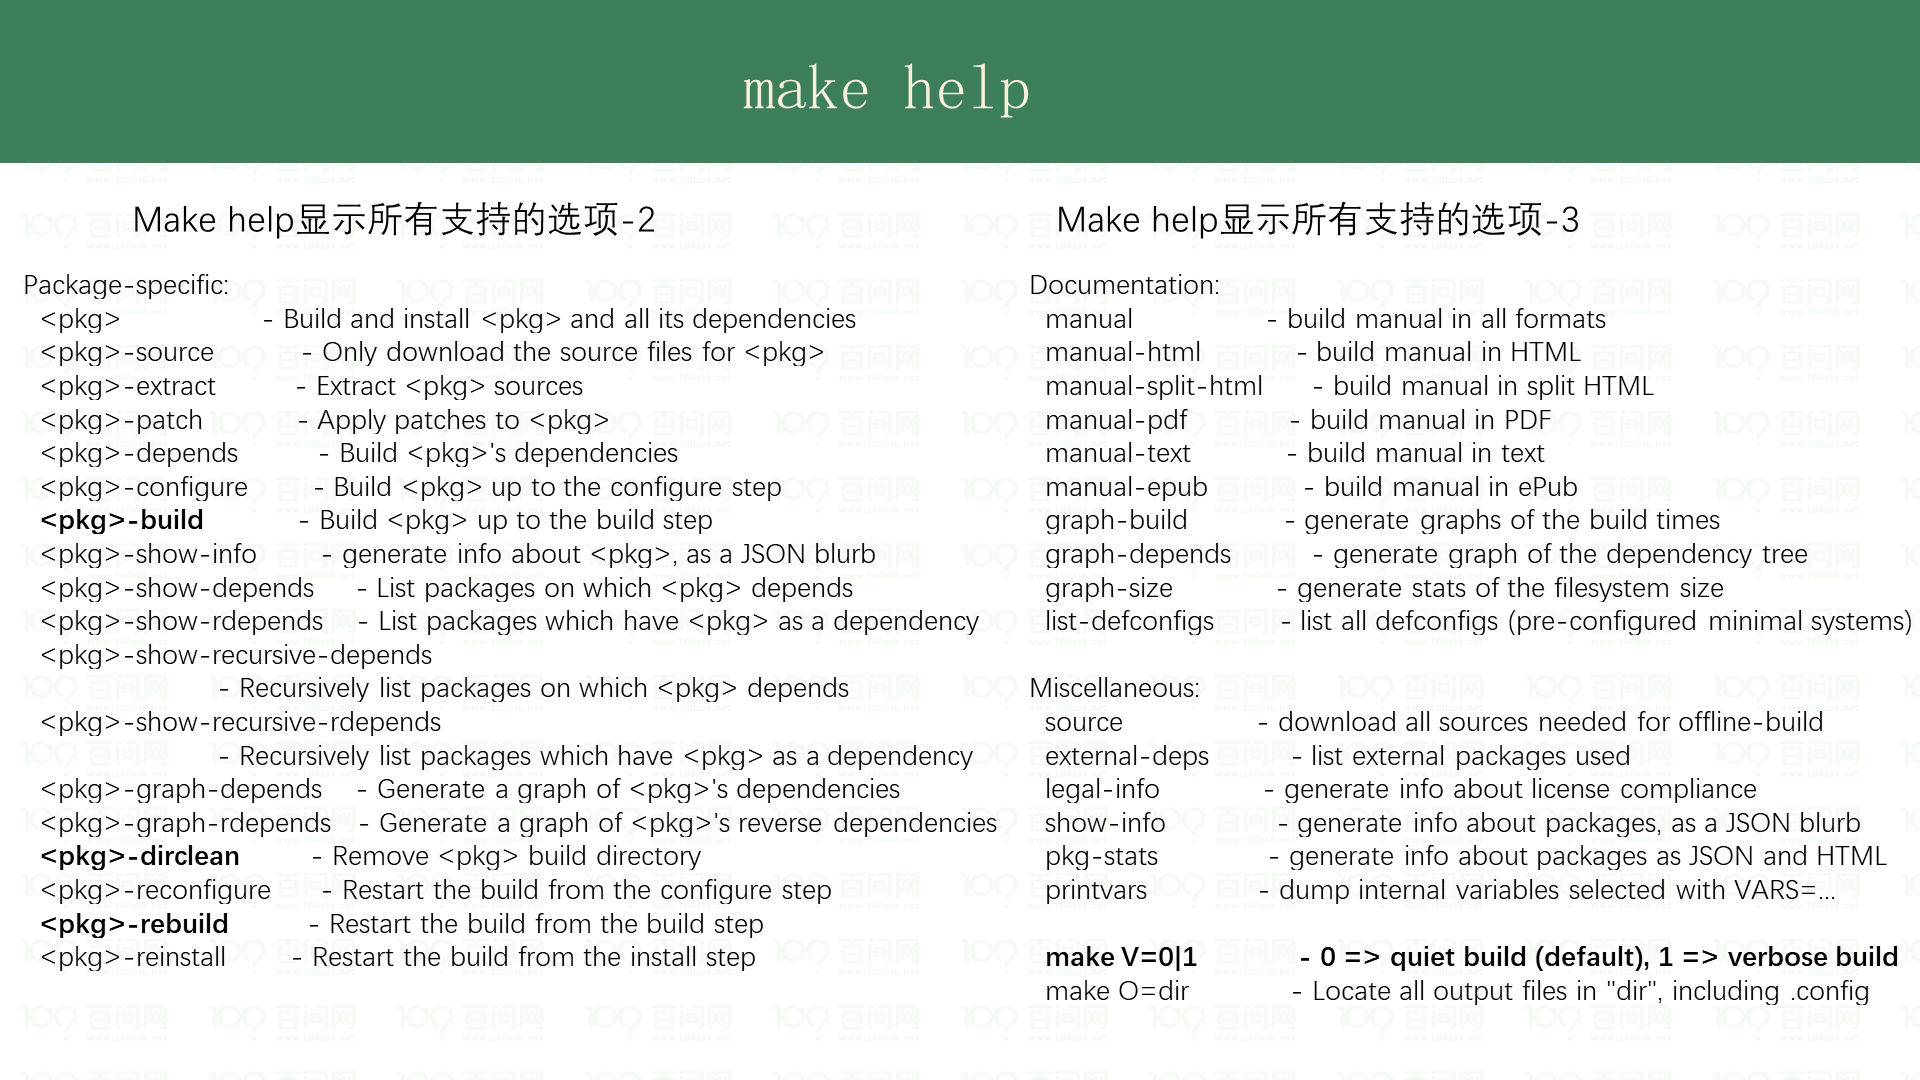 make help
Make help显示所有支持的选项-2
Package-specific:
<pkg> - Build and install <pkg> and all its dependencies
<pkg>-source - Only download the source files for <pkg>
<pkg>-extract - Extract <pkg> sources
<pkg>-patch - Apply patches to <pkg>
<pkg>-depends - Build <pkg>'s dependencies
<pkg>-configure - Build <pkg> up to the configure step
<pkg>-build - Build <pkg> up to the build step
<pkg>-show-info - generate info about <pkg>, as a JSON blurb
<pkg>-show-depends - List packages on which <pkg> depends
<pkg>-show-rdepends - List packages which have <pkg> as a dependency
<pkg>-show-recursive-depends
- Recursively list packages on which <pkg> depends
<pkg>-show-recursive-rdepends
- Recursively list packages which have <pkg> as a dependency
<pkg>-graph-depends - Generate a graph of <pkg>'s dependencies
<pkg>-graph-rdepends - Generate a graph of <pkg>'s reverse dependencies
<pkg>-dirclean - Remove <pkg> build directory
<pkg>-reconfigure - Restart the build from the configure step
<pkg>-rebuild - Restart the build from the build step
<pkg>-reinstall - Restart the build from the install step
Make help显示所有支持的选项-3
Documentation:
manual - build manual in all formats
manual-html - build manual in HTML
manual-split-html - build manual in split HTML
manual-pdf - build manual in PDF
manual-text - build manual in text
manual-epub - build manual in ePub
graph-build - generate graphs of the build times
graph-depends - generate graph of the dependency tree
graph-size - generate stats of the filesystem size
list-defconfigs - list all defconfigs (pre-configured minimal systems)
Miscellaneous:
source - download all sources needed for offline-build
external-deps - list external packages used
legal-info - generate info about license compliance
show-info - generate info about packages, as a JSON blurb
pkg-stats - generate info about packages as JSON and HTML
printvars - dump internal variables selected with VARS=...
make V=0|1 - 0 => quiet build (default), 1 => verbose build
make O=dir - Locate all output files in "dir", including .config